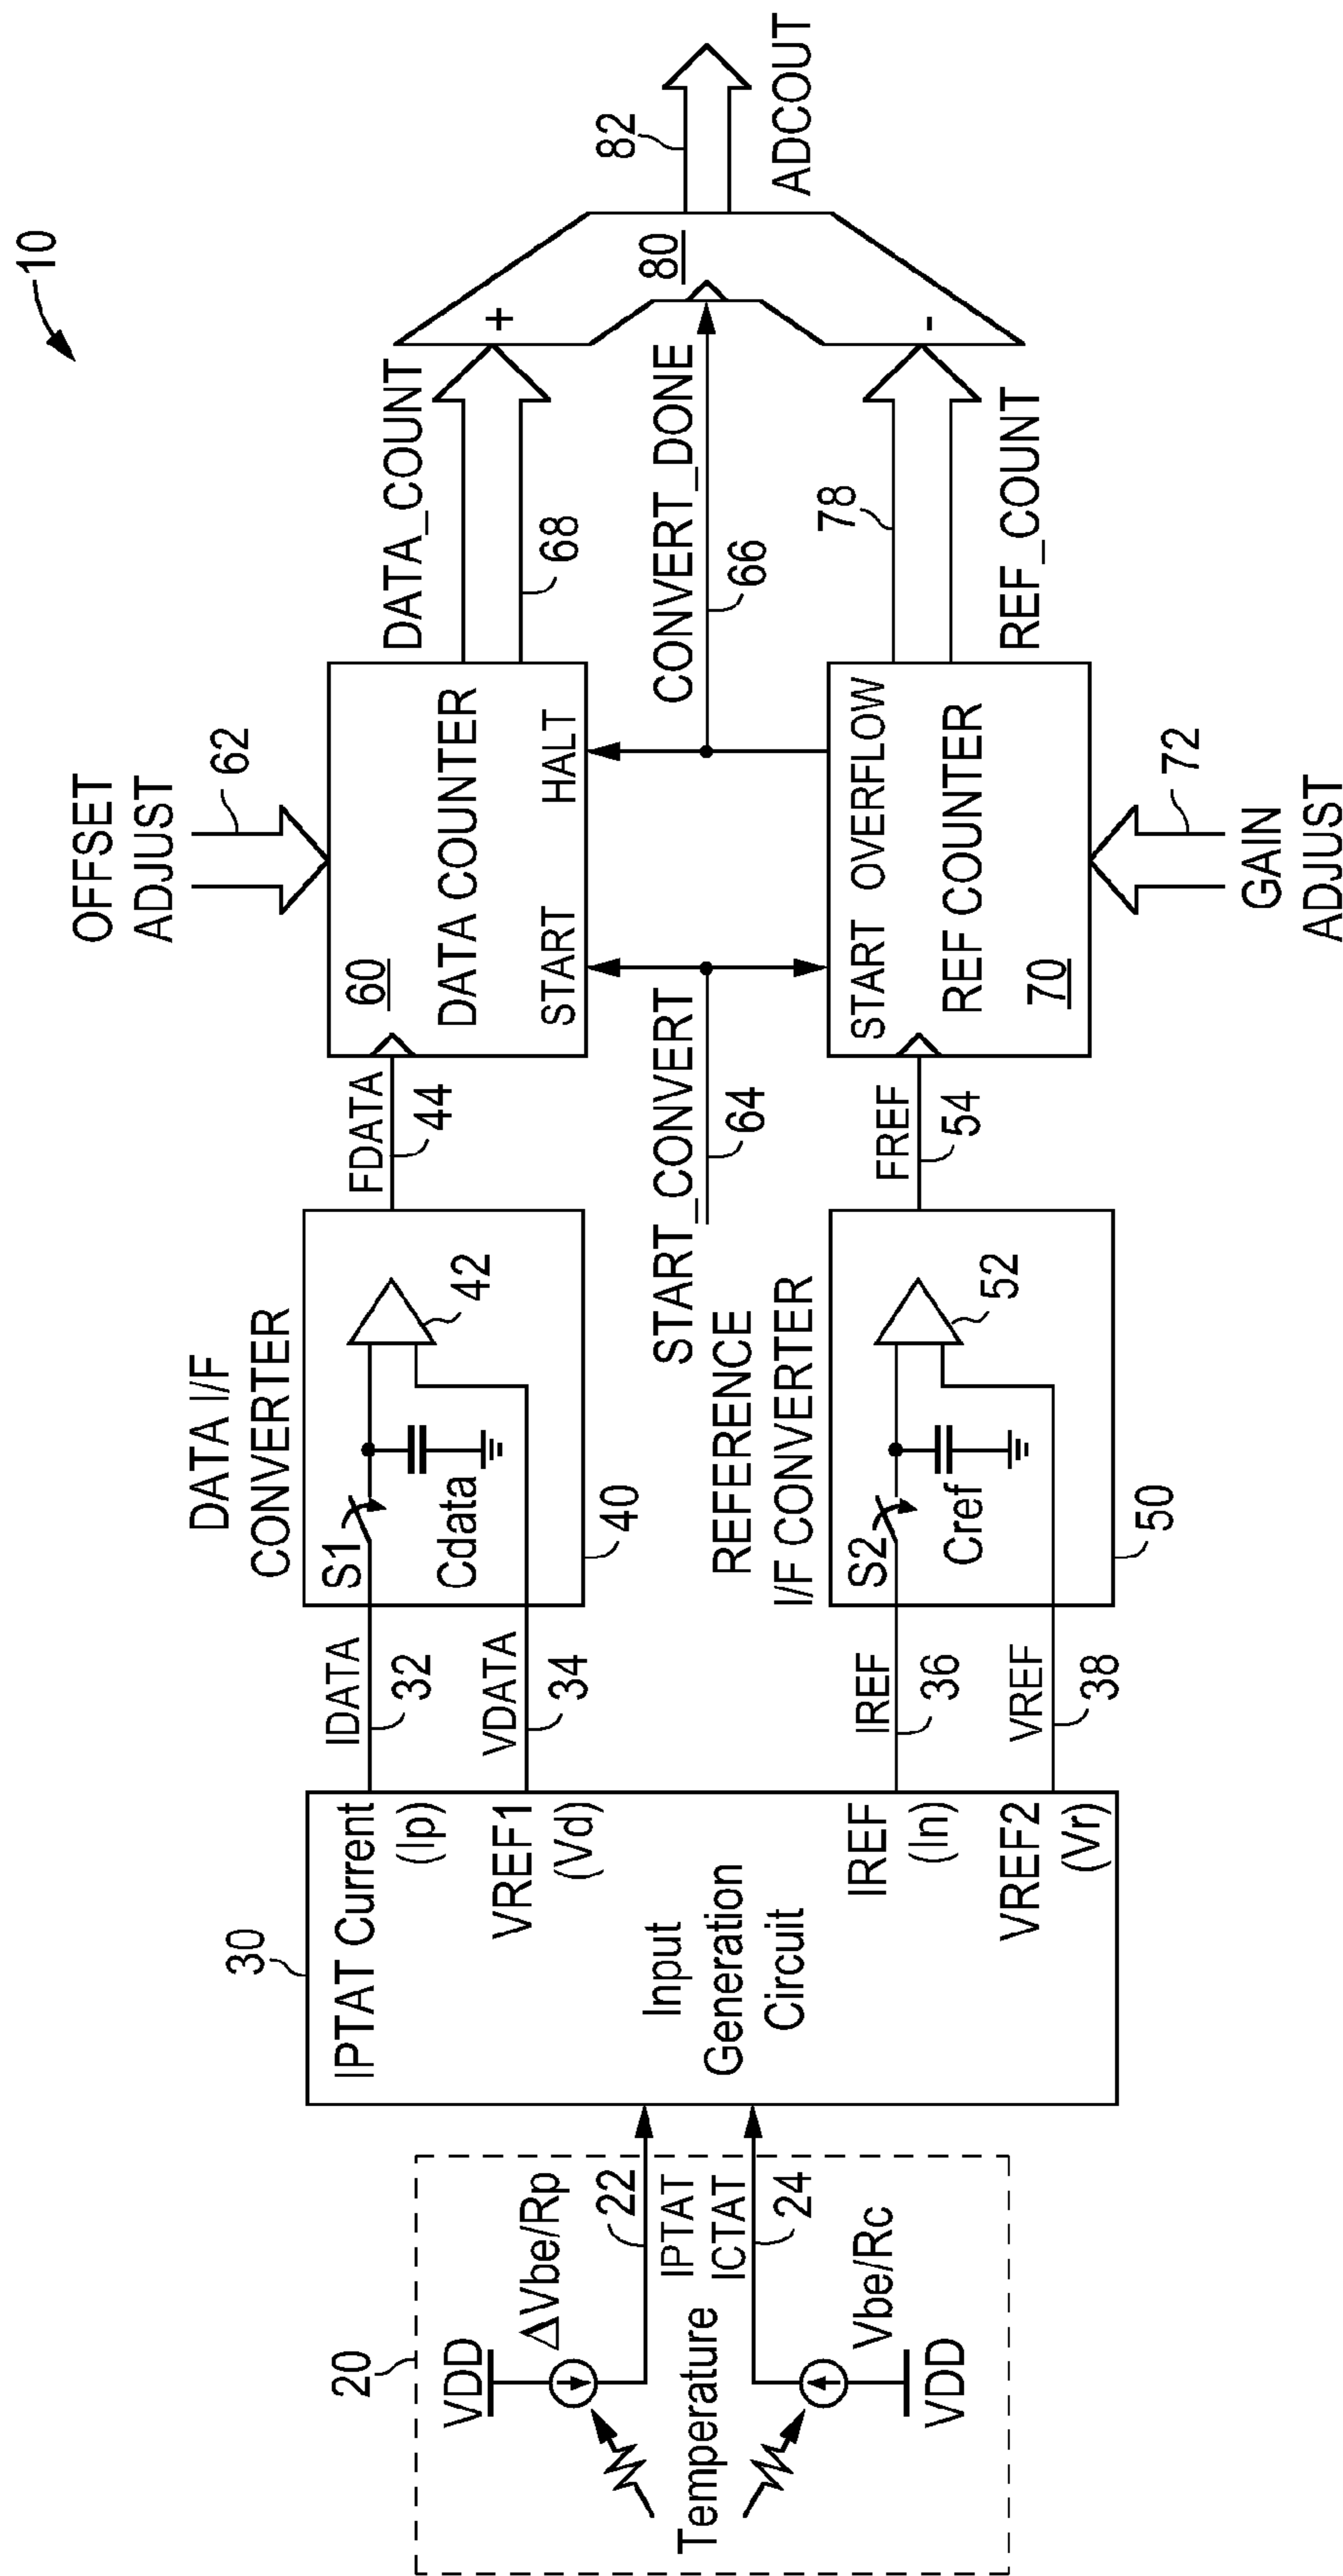 10
20
VDD
ΔVbe/Rp
22
IPTAT
Temperature
ICTAT
24
Vbe/Rc
VDD
30
IPTAT Current
(Ip)
VREF1
(Vd)
Input
Generation
Circuit
IREF
(In)
VREF2
(Vr)
IDATA
32
VDATA
34
IREF
36
VREF
38
DATA I/F
CONVERTER
S1
Cdata
42
40
REFERENCE
I/F CONVERTER
S2
Cref
52
50
FDATA
44
START_CONVERT
64
FREF
54
OFFSET
ADJUST
62
60
DATA COUNTER
START
HALT
START
OVERFLOW
REF COUNTER
70
72
GAIN
ADJUST
DATA_COUNT
68
CONVERT_DONE
66
78
REF_COUNT
+
80
-
82
ADCOUT